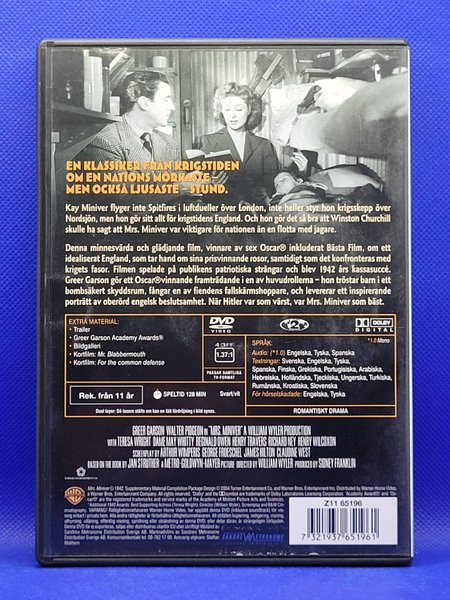 EN KLASSIKER FRÅN KRIGSTIDEN
OM EN NATIONS MÖRKASTE –
MEN OCKSÅ LJUSASTE – STUND.
Kay Miniver flyger inte Spitfires i luftdueller över London, inte heller styr hon krigsskepp över
Nordsjön, men hon gör sitt allt för krigstidens England. Och hon gör det så bra att Winston Churchill
skulle ha sagt att Mrs. Miniver var viktigare för nationen än en flotta med jagare.
Denna minnesvärda och glädjande film, vinnare av sex Oscar® inkluderat Bästa Film, om ett
idealiserat England, som tar hand om sina prisvinnande rosor, samtidigt som det konfronteras med
krigets fasor. Filmen spelade på publikens patriotiska strängar och blev 1942 års kassasuccé.
Greer Garson gör ett Oscar®vinnande framträdande i en av huvudrollerna — hon tröstar barn i ett
bombsäkert skyddsrum, fångar en av fiendens fallskärmshoppare, och levererar ett inspirerande
porträtt av oberörd engelsk beslutsamhet. När Hitler var som värst, var Mrs. Miniver som bäst.
EXTRA MATERIAL:
• Trailer
• Greer Garson Academy Awards®
• Bildgalleri
• Kortfilm: Mr. Blabbermouth
• Kortfilm: For the common defense
Rek. från 11 år
SPELTID 128 MIN
Svart/vit
DVD
VIDEO
4:3FF
1.37:1
PASSAR SAMTLIGA
TV-FORMAT
2
DOLBY
DIGITAL
*1.0 Mono
SPRÅK:
Audio: (*1.0) Engelska, Tyska, Spanska
Textningar: Svenska, Engelska, Tyska,
Spanska, Finska, Grekiska, Portugisiska, Arabiska,
Hebreiska, Holländska, Tjeckiska, Ungerska, Turkiska,
Rumänska, Kroatiska, Slovenska
För hörselskadade: Engelska, Tyska
ROMANTISKT DRAMA
GREER GARSON WALTER PIDGEON IN "MRS. MINIVER" A WILLIAM WYLER PRODUCTION
WITH TERESA WRIGHT DAME MAY WHITTY REGINALD OWEN HENRY TRAVERS RICHARD NEY HENRY WILCOXON
SCREENPLAY BY ARTHUR WIMPERIS GEORGE FROESCHEL JAMES HILTON CLAUDINE WEST
BASED ON THE BOOK BY JAN STRUTHER A METRO-GOLDWYN-MAYER PICTURE DIRECTED BY WILLIAM WYLER PRODUCED BY SIDNEY FRANKLIN
Z11 65196
7 321937 651961
SANDREW METRONOME